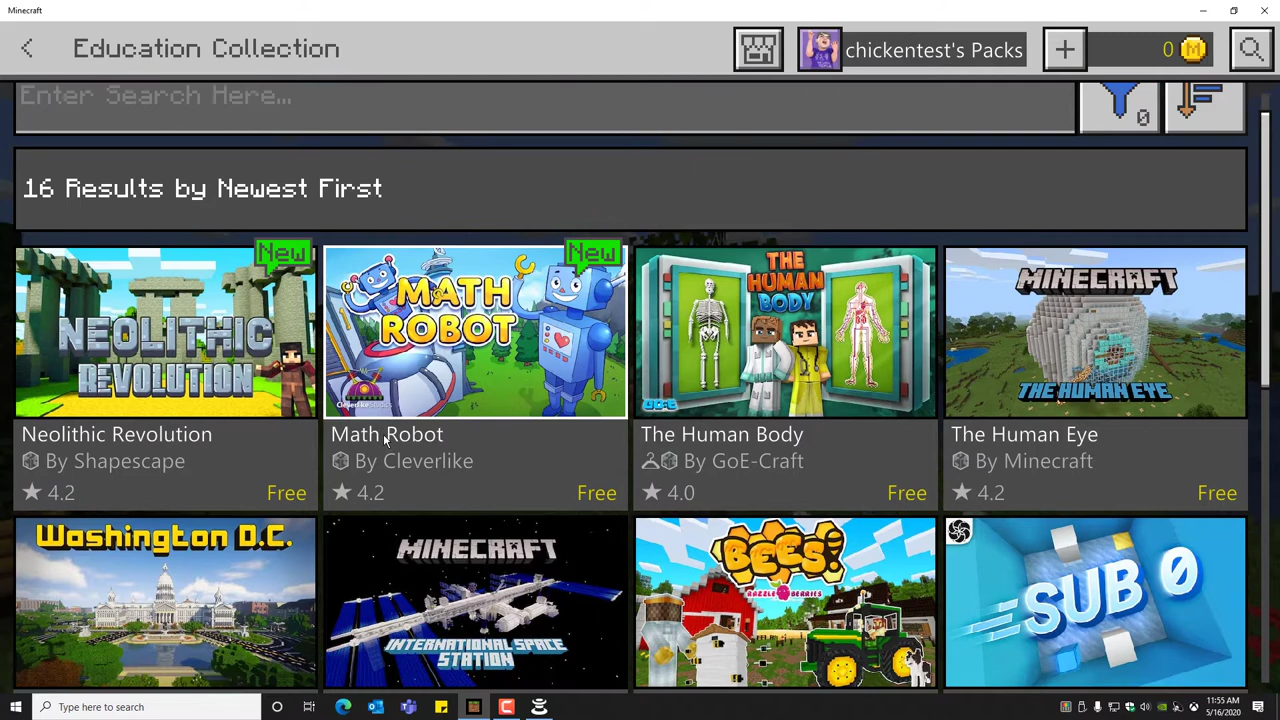 Minecraft
Education Collection
chickentest's Packs
0
Enter Search Here...
0
16 Results by Newest First
New
New
NEOLITHIC
REVOLUTION
MATH
ROBOT
THE
HUMAN
BODY
GOE
MINECRAFT
THE HUMAN EYE
Neolithic Revolution
Math Robot
The Human Body
The Human Eye
By Shapescape
By Cleverlike
By GoE-Craft
By Minecraft
4.2
Free
4.2
Free
4.0
Free
4.2
Free
Washington D.C.
MINECRAFT
INTERNATIONAL SPACE
STATION
BEES!
RAZZLEBERRIES
SUB 0
Type here to search
11:55 AM
5/16/2020